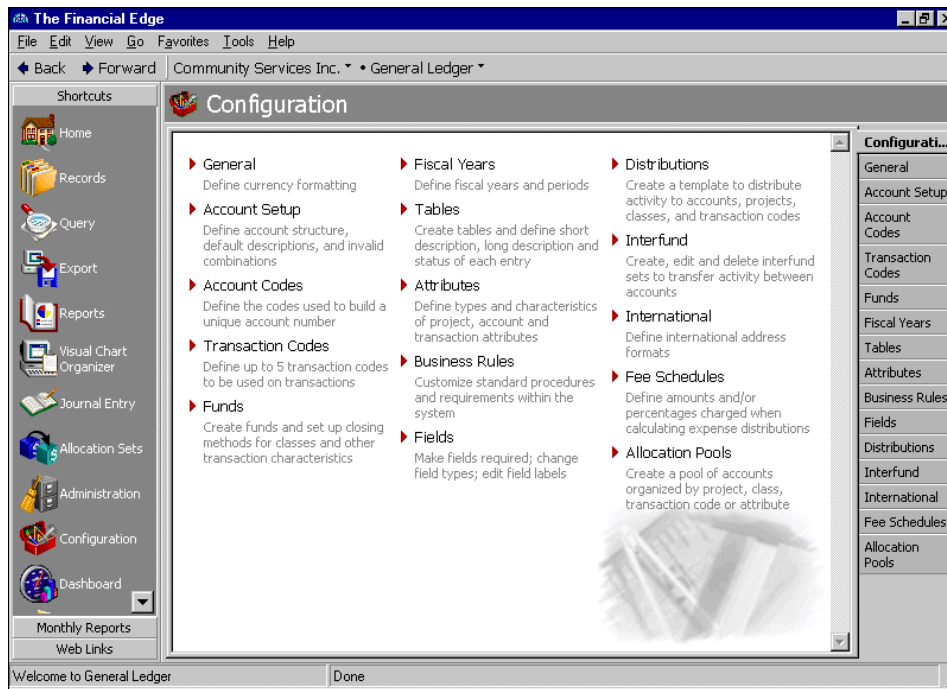 The Financial Edge
File Edit View Go Favorites Tools Help
Back Forward Community Services Inc. • General Ledger
Shortcuts
Home
Records
Query
Export
Reports
Visual Chart
Organizer
Journal Entry
Allocation Sets
Administration
Configuration
Dashboard
Monthly Reports
Web Links
Configuration
General
Define currency formatting
Account Setup
Define account structure,
default descriptions, and invalid
combinations
Account Codes
Define the codes used to build a
unique account number
Transaction Codes
Define up to 5 transaction codes
to be used on transactions
Funds
Create funds and set up closing
methods for classes and other
transaction characteristics
Fiscal Years
Define fiscal years and periods
Tables
Create tables and define short
description, long description and
status of each entry
Attributes
Define types and characteristics
of project, account and
transaction attributes
Business Rules
Customize standard procedures
and requirements within the
system
Fields
Make fields required; change
field types; edit field labels
Distributions
Create a template to distribute
activity to accounts, projects,
classes, and transaction codes
Interfund
Create, edit and delete interfund
sets to transfer activity between
accounts
International
Define international address
formats
Fee Schedules
Define amounts and/or
percentages charged when
calculating expense distributions
Allocation Pools
Create a pool of accounts
organized by project, class,
transaction code or attribute
Configurati...
General
Account Setup
Account
Codes
Transaction
Codes
Funds
Fiscal Years
Tables
Attributes
Business Rules
Fields
Distributions
Interfund
International
Fee Schedules
Allocation
Pools
Welcome to General Ledger
Done